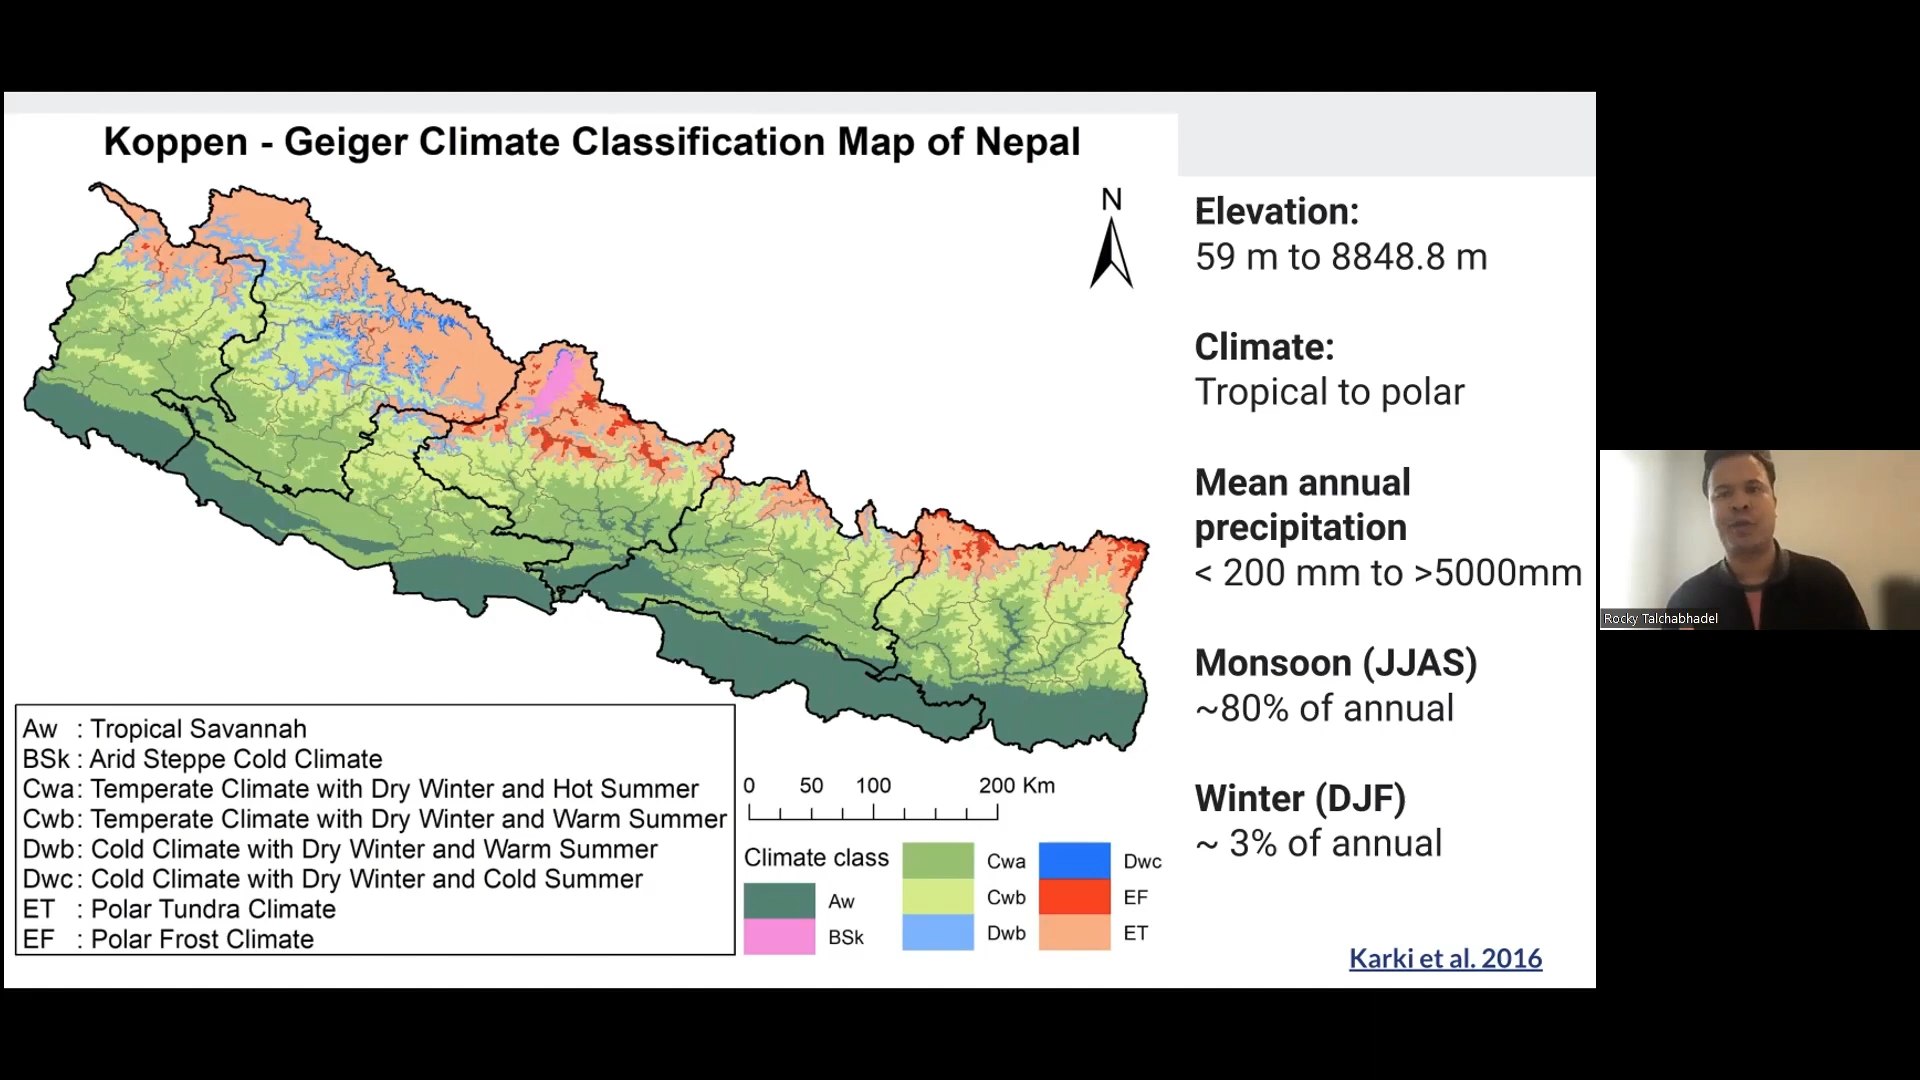 Koppen - Geiger Climate Classification Map of Nepal
N
Elevation:
59 m to 8848.8 m
Climate:
Tropical to polar
Mean annual
precipitation
< 200 mm to >5000mm
Monsoon (JJAS)
~80% of annual
Winter (DJF)
~ 3% of annual
Karki et al. 2016
Aw : Tropical Savannah
BSk : Arid Steppe Cold Climate
Cwa : Temperate Climate with Dry Winter and Hot Summer
Cwb : Temperate Climate with Dry Winter and Warm Summer
Dwb : Cold Climate with Dry Winter and Warm Summer
Dwc : Cold Climate with Dry Winter and Cold Summer
ET : Polar Tundra Climate
EF : Polar Frost Climate
0 50 100 200 Km
Climate class
Aw
BSk
Cwa
Cwb
Dwb
Dwc
EF
ET
Rocky Talchabhadel